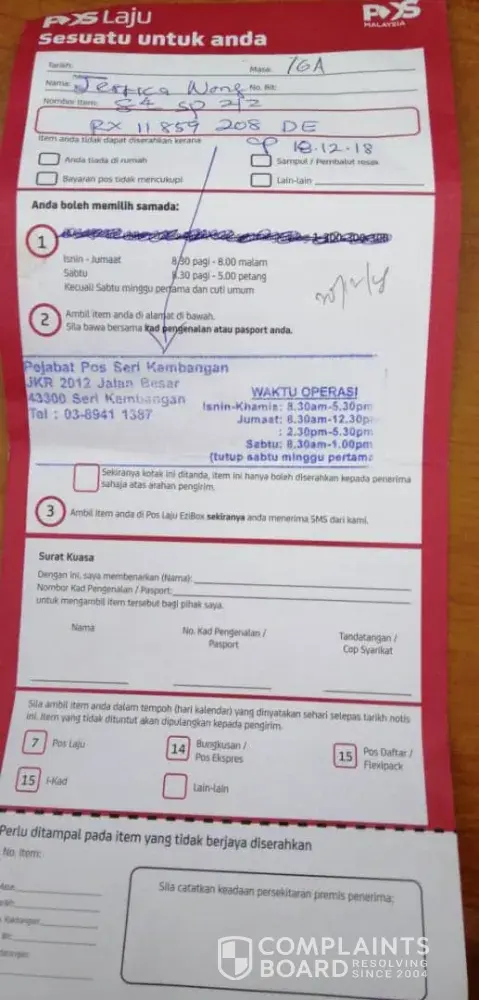 POS Laju
POS
MALAYSIA
Sesuatu untuk anda
Tarikh: Masa: 16A
Nama: Jessica Wong No. Bil:
Nombor Item: S4 SP 2/2
RX 11 859 208 DE
Item anda tidak dapat diserahkan kerana 18.12.18
Anda tiada di rumah Sampul / Pembalut rosak
Bayaran pos tidak mencukupi Lain-lain
Anda boleh memilih samada:
1 1-300-300-300
Isnin - Jumaat 8.30 pagi - 8.00 malam
Sabtu 8.30 pagi - 5.00 petang
Kecuali Sabtu minggu pertama dan cuti umum
2 Ambil item anda di alamat di bawah.
Sila bawa bersama kad pengenalan atau pasport anda.
Pejabat Pos Seri Kembangan
JKR 2012 Jalan Besar
43300 Seri Kembangan
Tel : 03-8941 1387
WAKTU OPERASI
Isnin-Khamis: 8.30am-5.30pm
Jumaat: 8.30am-12.30p
: 2.30pm-5.30pm
Sabtu: 8.30am-1.00pm
(tutup sabtu minggu pertama
Sekiranya kotak ini ditanda, item ini hanya boleh diserahkan kepada penerima
sahaja atas arahan pengirim.
3 Ambil item anda di Pos Laju EziBox sekiranya anda menerima SMS dari kami.
Surat Kuasa
Dengan ini, saya membenarkan (Nama):
Nombor Kad Pengenalan / Pasport:
untuk mengambil item tersebut bagi pihak saya.
Nama No. Kad Pengenalan / Tandatangan /
Pasport Cop Syarikat
Sila ambil item anda dalam tempoh (hari kalendar) yang dinyatakan sehari selepas tarikh notis
ini. Item yang tidak dituntut akan dipulangkan kepada pengirim.
7 Pos Laju 14 Bungkusan / Pos Ekspres 15 Pos Daftar / Flexipack
15 i-Kad Lain-lain
Perlu ditampal pada item yang tidak berjaya diserahkan
No. Item:
Sila catatkan keadaan persekitaran premis penerima:
COMPLAINTS
BOARD RESOLVING
SINCE 2004